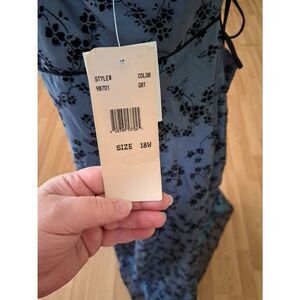 STYLE# COLOR
98701 GRT
SIZE 18W